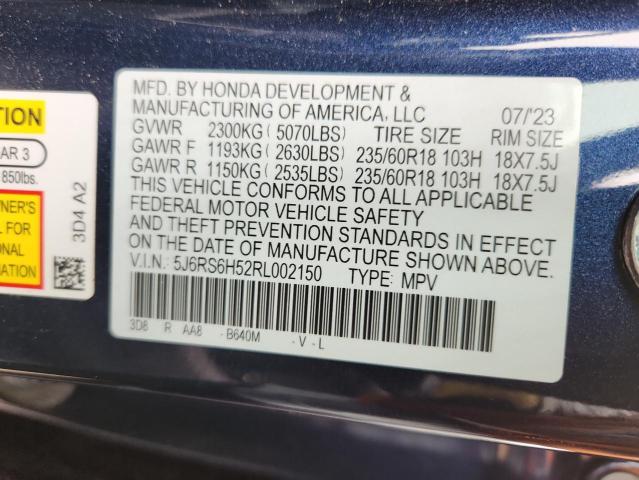 MFD. BY HONDA DEVELOPMENT &
MANUFACTURING OF AMERICA, LLC 07/'23
GVWR 2300KG (5070LBS) TIRE SIZE RIM SIZE
GAWR F 1193KG (2630LBS) 235/60R18 103H 18X7.5J
GAWR R 1150KG (2535LBS) 235/60R18 103H 18X7.5J
THIS VEHICLE CONFORMS TO ALL APPLICABLE
FEDERAL MOTOR VEHICLE SAFETY
AND THEFT PREVENTION STANDARDS IN EFFECT
ON THE DATE OF MANUFACTURE SHOWN ABOVE.
V.I.N.: 5J6RS6H52RL002150 TYPE: MPV
3D8 R AA8 -B640M -V-L
TION
AR 3
850lbs.
NER'S
L FOR
ONAL
MATION
3D4 A2